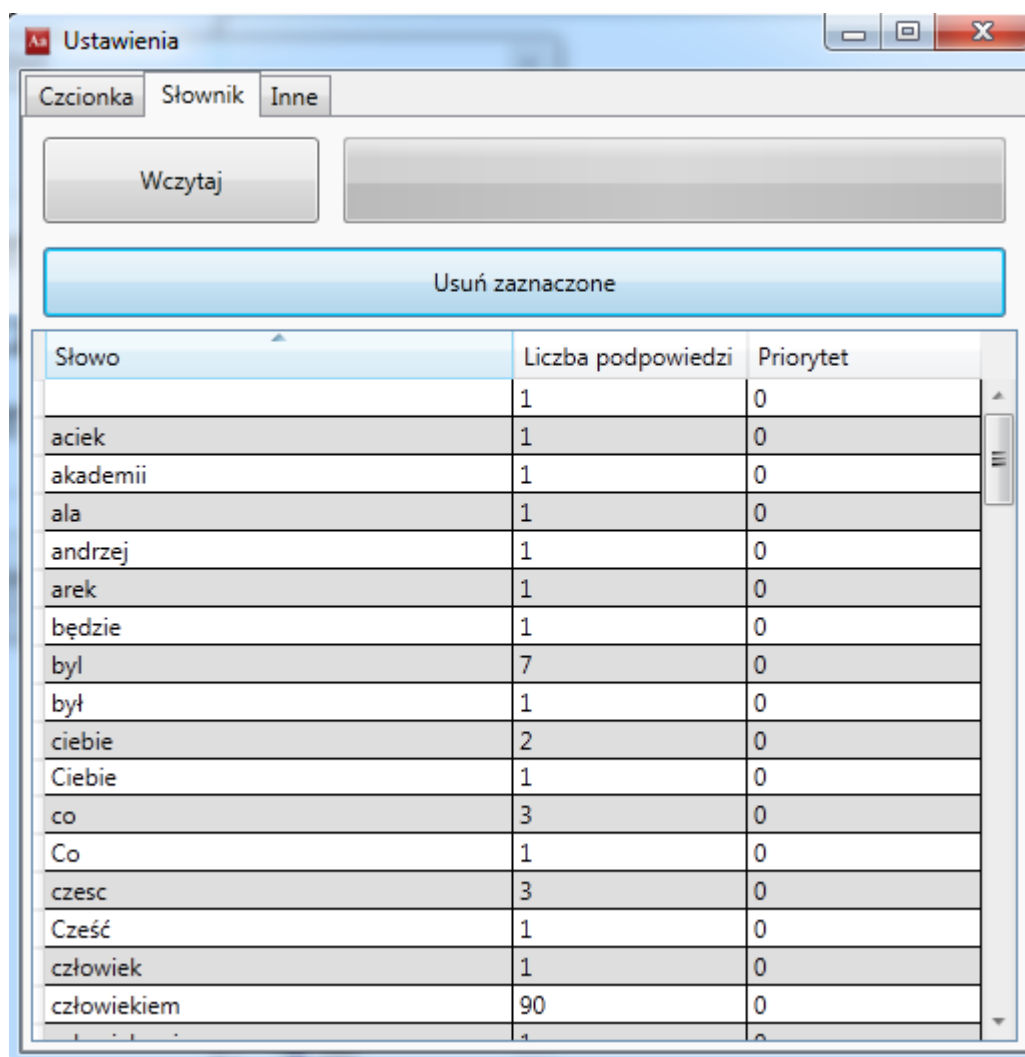 Aa Ustawienia
Czcionka Słownik Inne
Wczytaj
Usuń zaznaczone
Słowo Liczba podpowiedzi Priorytet
1 0
aciek 1 0
akademii 1 0
ala 1 0
andrzej 1 0
arek 1 0
będzie 1 0
byl 7 0
był 1 0
ciebie 2 0
Ciebie 1 0
co 3 0
Co 1 0
czesc 3 0
Cześć 1 0
człowiek 1 0
człowiekiem 90 0